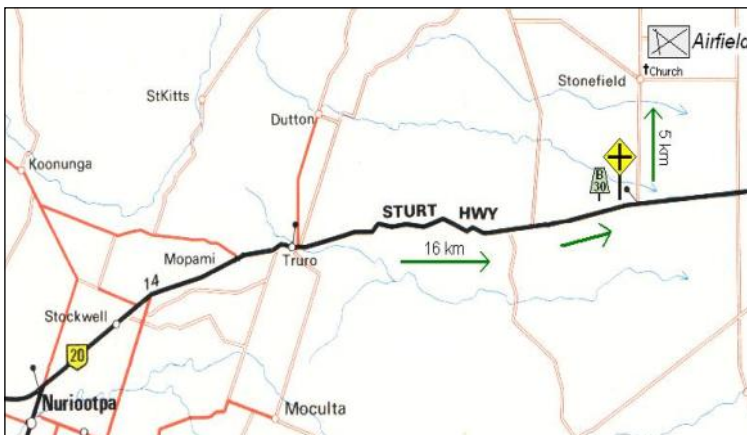 Airfield
Church
Stonefield
StKitts
Dutton
5 km
Koonunga
B
30
STURT HWY
16 km
Mopami
Truro
14
Stockwell
20
Nuriootpa
Moculta